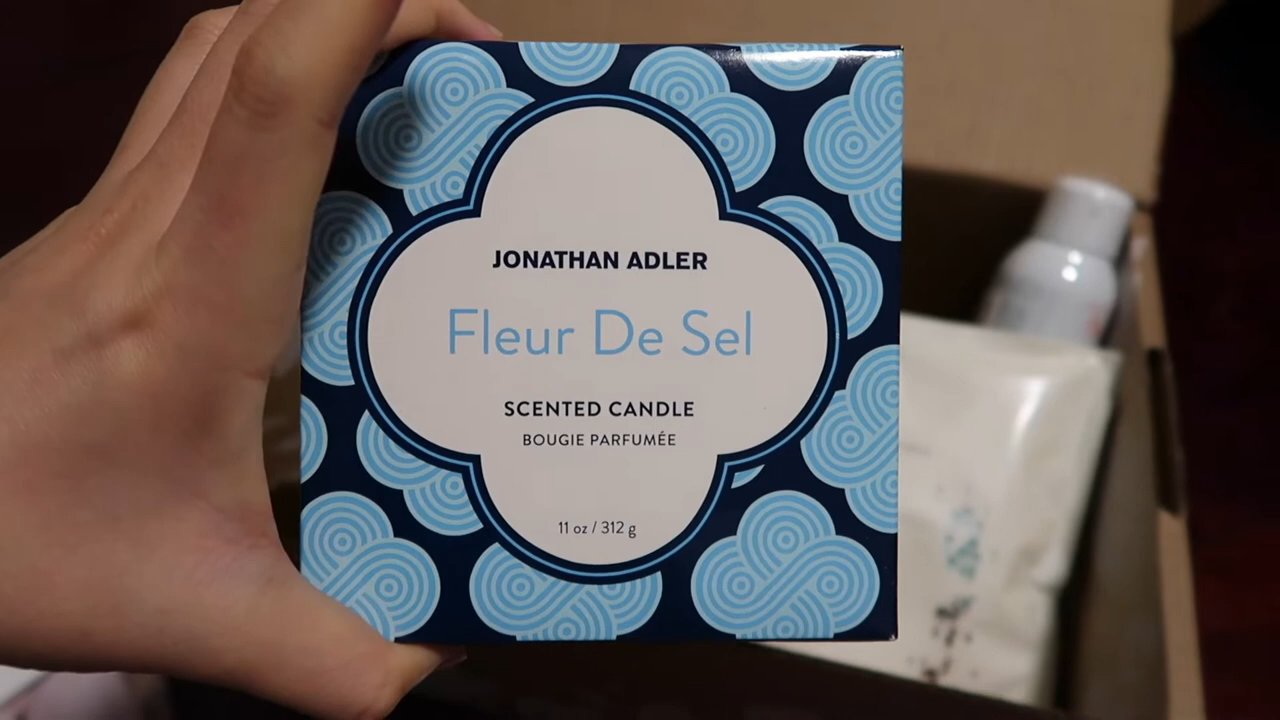 JONATHAN ADLER
Fleur De Sel
SCENTED CANDLE
BOUGIE PARFUMÉE
11 oz / 312 g